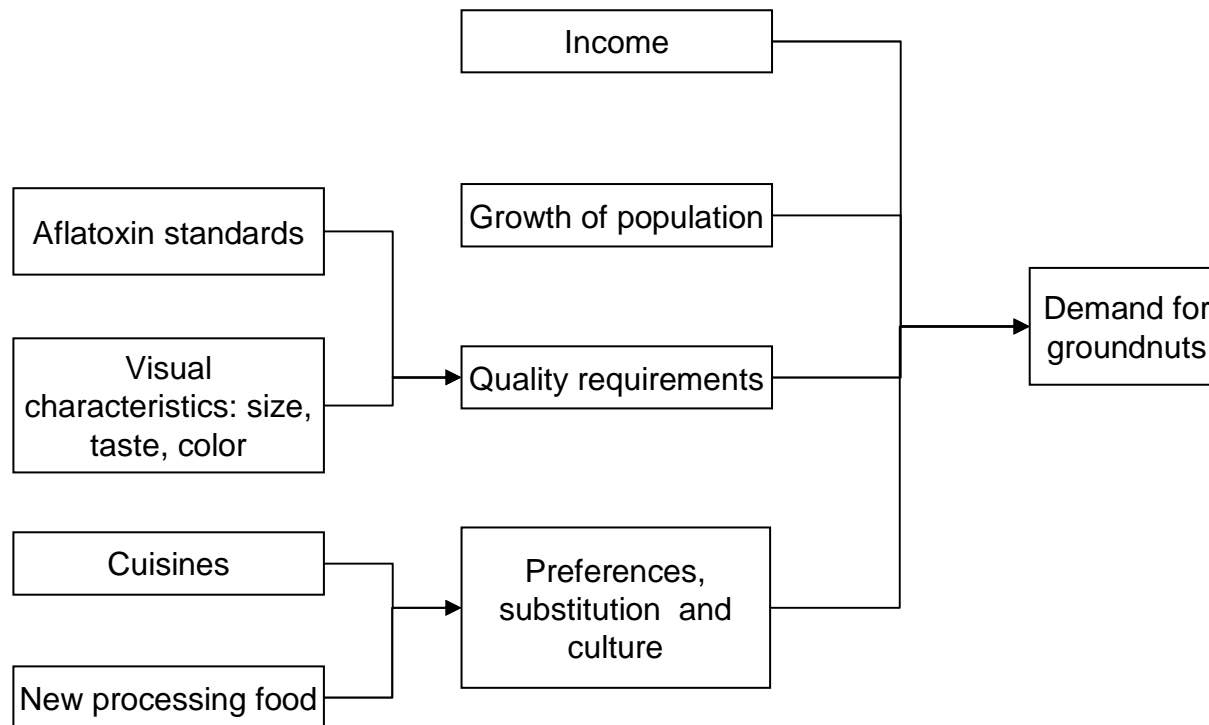 Income
Growth of population
Aflatoxin standards
Demand for
groundnuts
Visual
characteristics: size,
taste, color
Quality requirements
Cuisines
Preferences,
substitution and
culture
New processing food